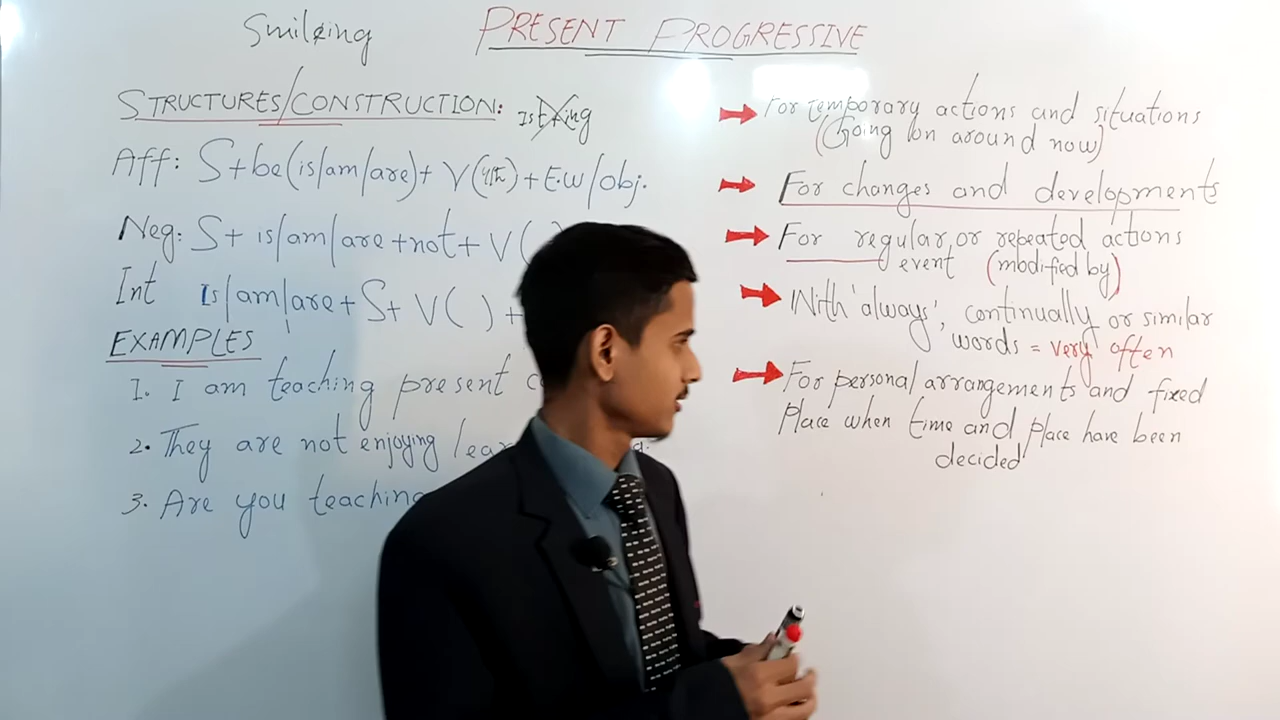 Smileing
PRESENT PROGRESSIVE
STRUCTURES/CONSTRUCTION:
Aff: S+be(is/am/are)+ V(4th)+E.w/obj.
Neg: S+ is/am/are+not+ V(
Int Is/am/are+S+ V( ) +
EXAMPLES
1. I am teaching present
2. They are not enjoying
3. Are you teaching
For temporary actions and situations
(Going on around now)
For changes and developments
For regular or repeated actions
event (modified by)
With 'always', continually or similar
words = very often
For personal arrangements and fixed
Place when time and place have been
decided